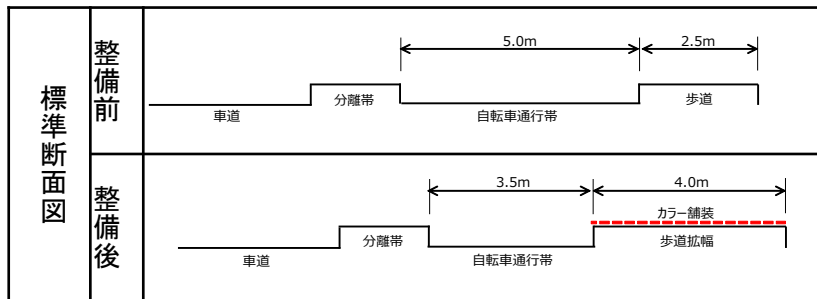 標準断面図
整備前
5.0m
2.5m
車道
分離帯
自転車通行帯
歩道
整備後
3.5m
4.0m
カラー舗装
車道
分離帯
自転車通行帯
歩道拡幅